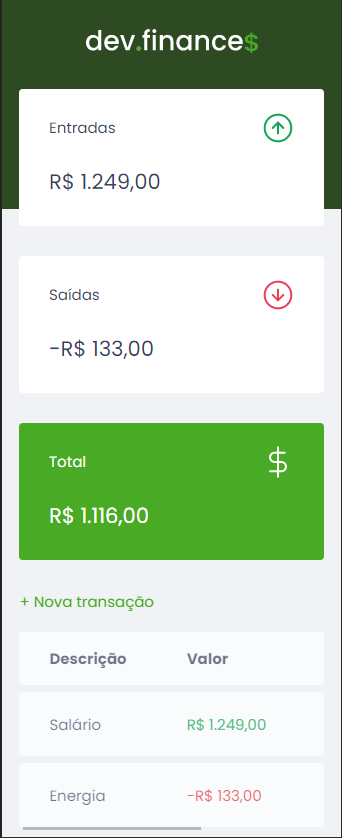 dev.finance$
Entradas
R$ 1.249,00
Saídas
-R$ 133,00
Total
$
R$ 1.116,00
+ Nova transação
Descrição Valor
Salário R$ 1.249,00
Energia -R$ 133,00